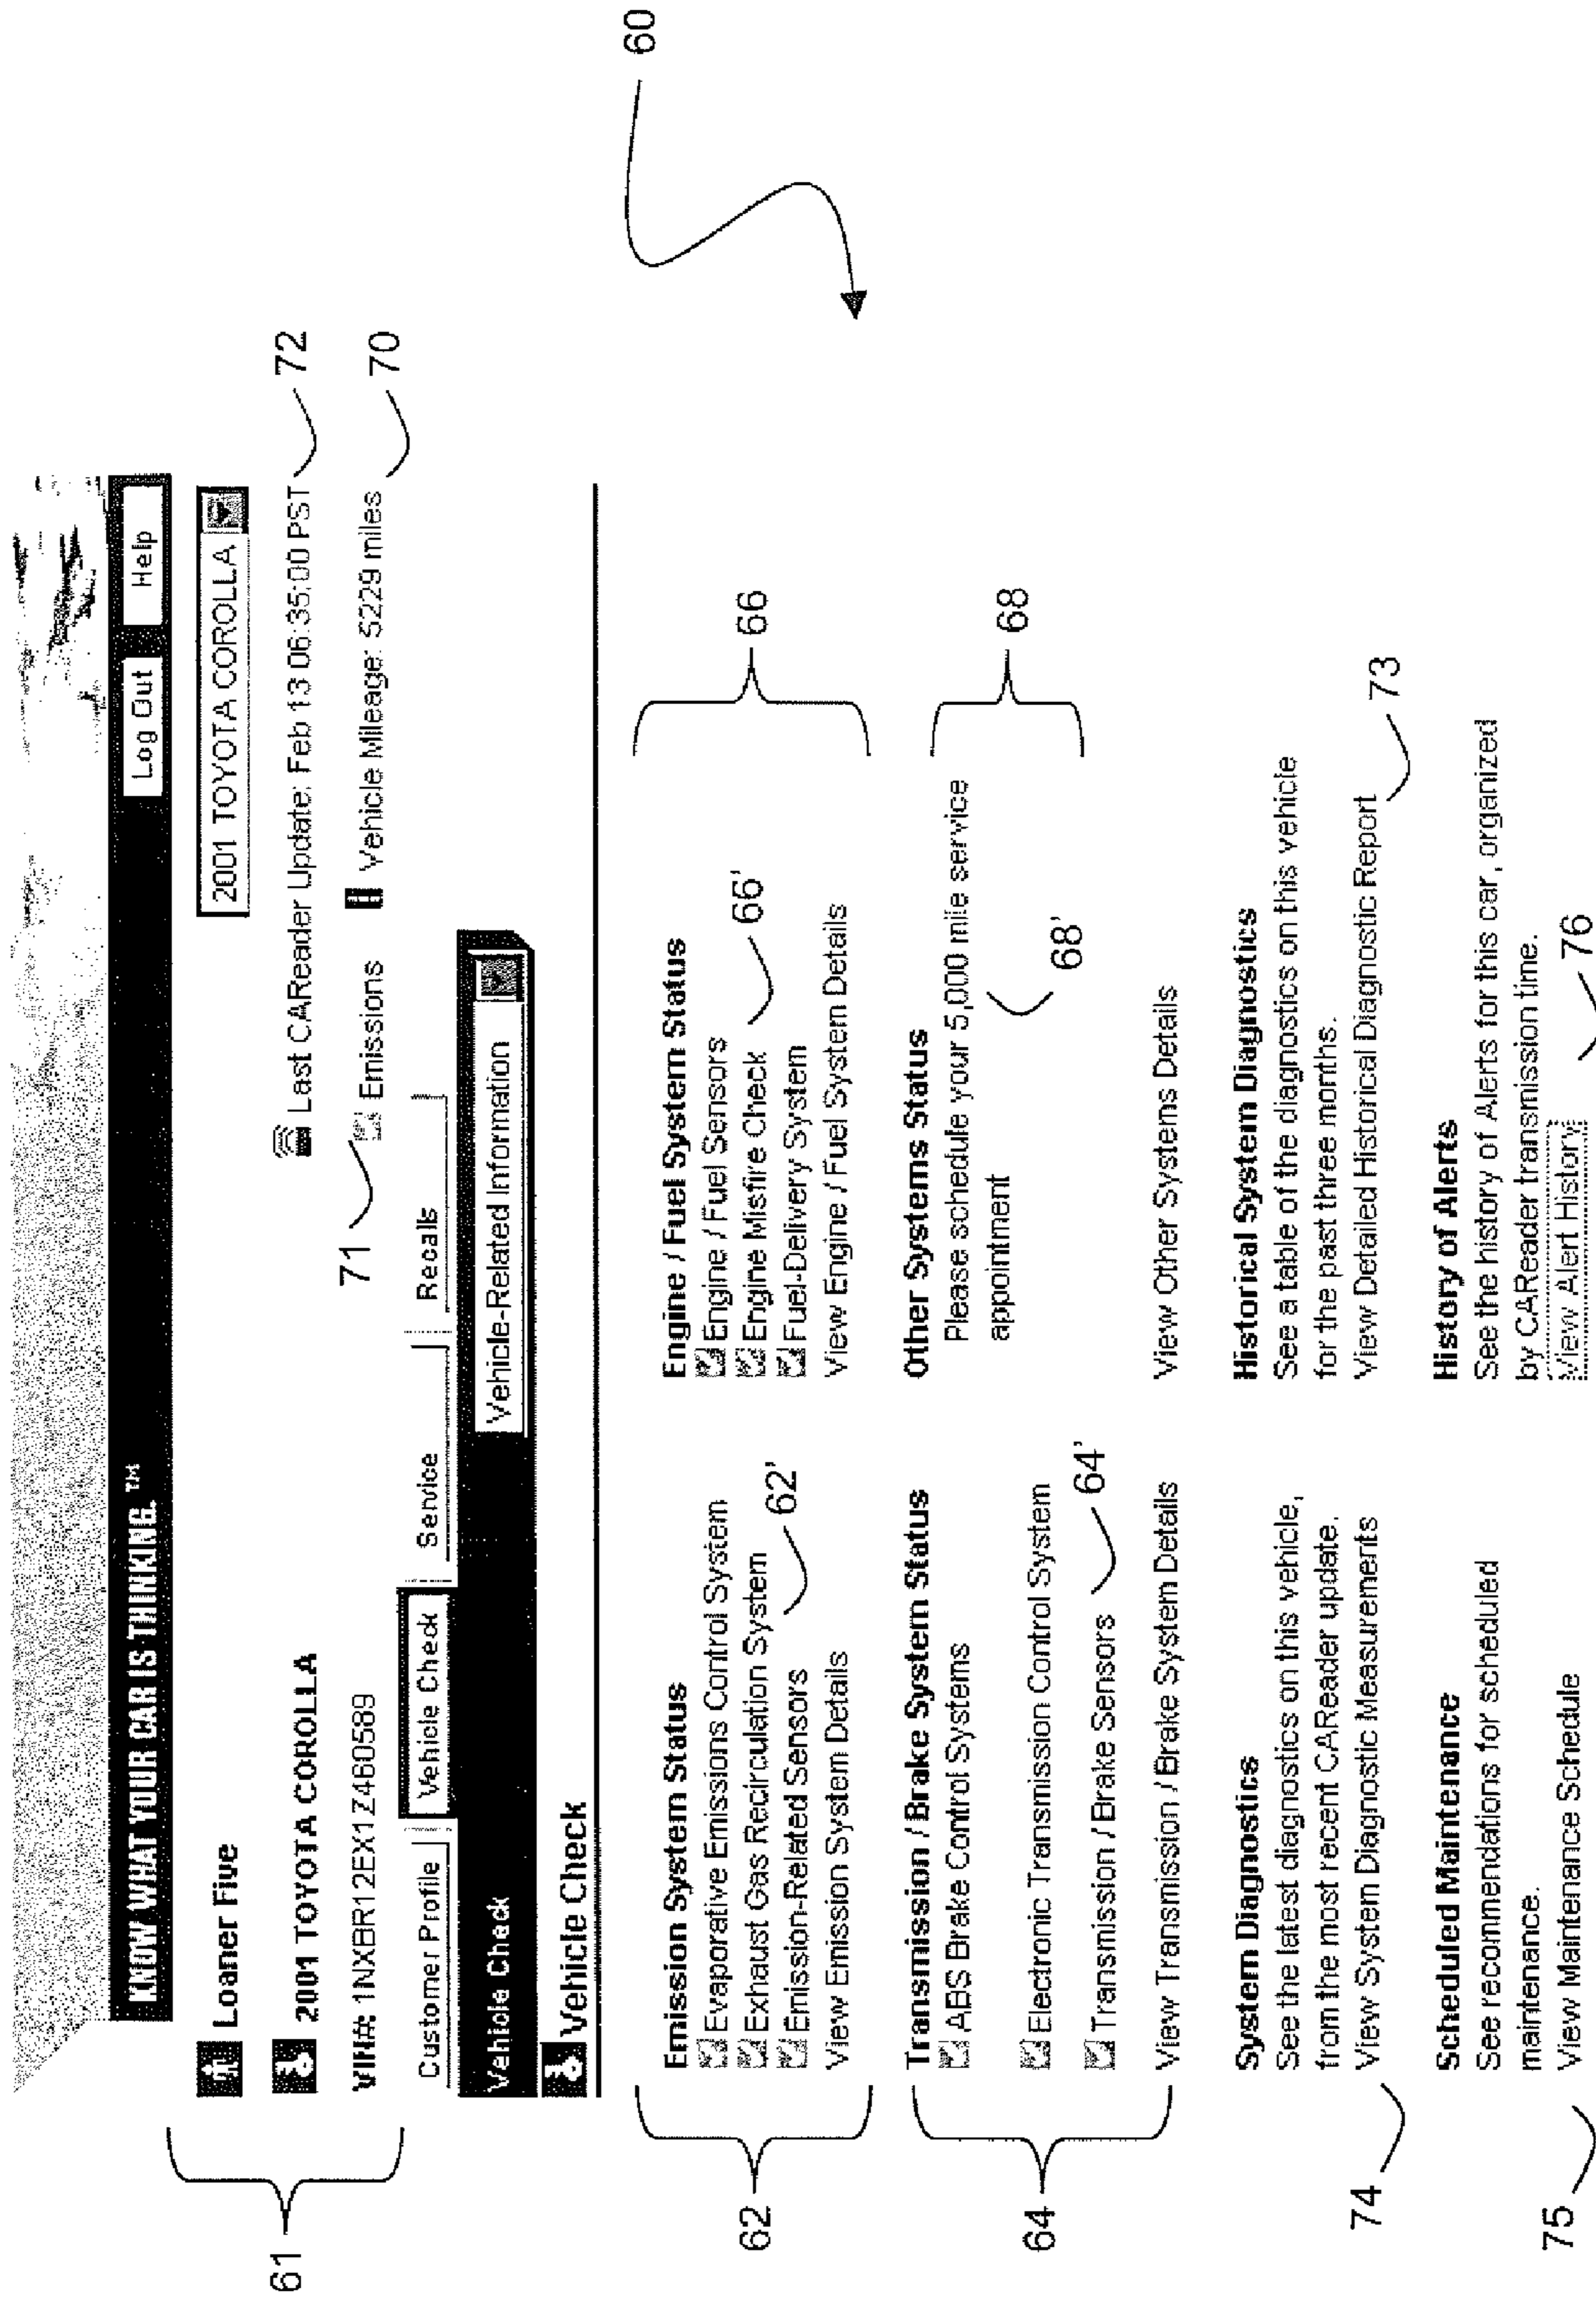 KNOW WHAT YOUR CAR IS THINKING.™
Log Out Help
61
Loaner Five
2001 TOYOTA COROLLA
2001 TOYOTA COROLLA
Last CAReader Update: Feb 13 06:35:00 PST
72
VIN#: 1NXBR12EX1Z460589
71
Emissions
Vehicle Mileage: 5229 miles
70
Customer Profile
Vehicle Check
Service
Recalls
Vehicle Check
Vehicle-Related Information
Vehicle Check
60
62
Emission System Status
Evaporative Emissions Control System
Exhaust Gas Recirculation System
Emission-Related Sensors
62'
View Emission System Details
Engine / Fuel System Status
Engine / Fuel Sensors
Engine Misfire Check
66'
Fuel-Delivery System
View Engine / Fuel System Details
66
64
Transmission / Brake System Status
ABS Brake Control Systems
Electronic Transmission Control System
Transmission / Brake Sensors
64'
View Transmission / Brake System Details
Other Systems Status
Please schedule your 5,000 mile service
appointment
68'
68
View Other Systems Details
System Diagnostics
See the latest diagnostics on this vehicle,
from the most recent CAReader update.
View System Diagnostic Measurements
74
Historical System Diagnostics
See a table of the diagnostics on this vehicle
for the past three months.
View Detailed Historical Diagnostic Report
73
Scheduled Maintenance
See recommendations for scheduled
maintenance.
View Maintenance Schedule
75
History of Alerts
See the history of Alerts for this car, organized
by CAReader transmission time.
View Alert History
76